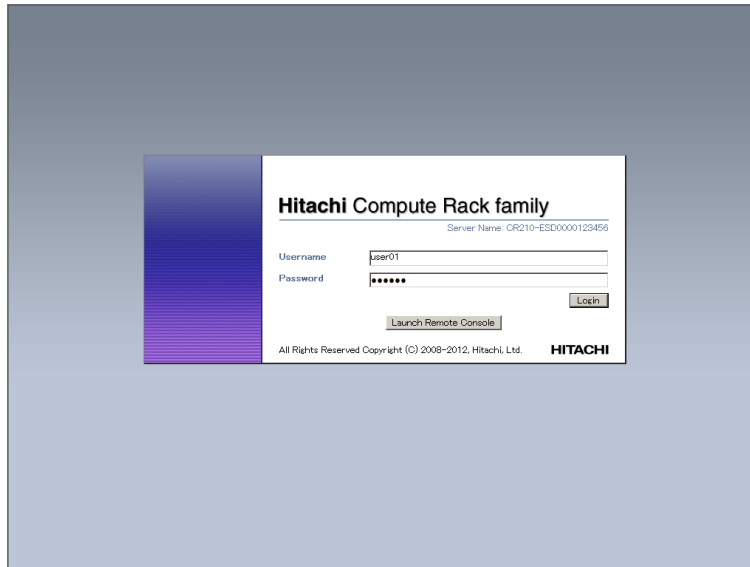 Hitachi Compute Rack family
Server Name: CR210-ESD0000123456
Username user01
Password ●●●●●●
Login
Launch Remote Console
All Rights Reserved Copyright (C) 2008-2012, Hitachi, Ltd. HITACHI